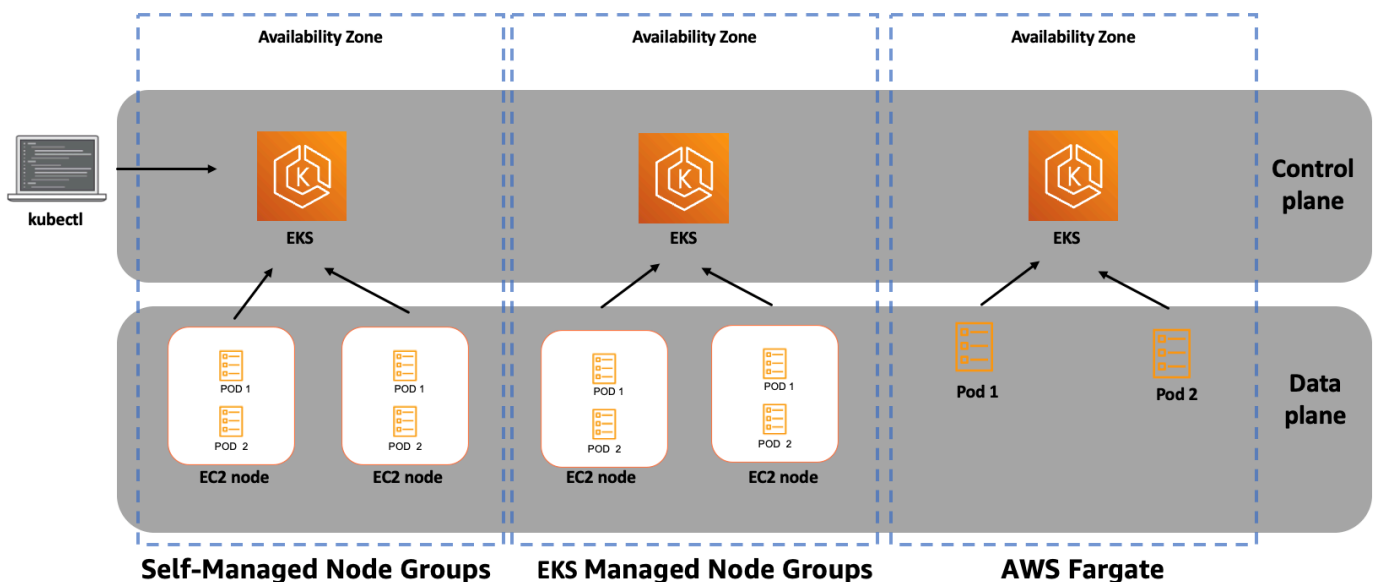 Availability Zone
Availability Zone
Availability Zone
kubectl
EKS
EKS
EKS
Control
plane
POD 1
POD 2
EC2 node
POD 1
POD 2
EC2 node
POD 1
POD 2
EC2 node
POD 1
POD 2
EC2 node
Pod 1
Pod 2
Data
plane
Self-Managed Node Groups
EKS Managed Node Groups
AWS Fargate